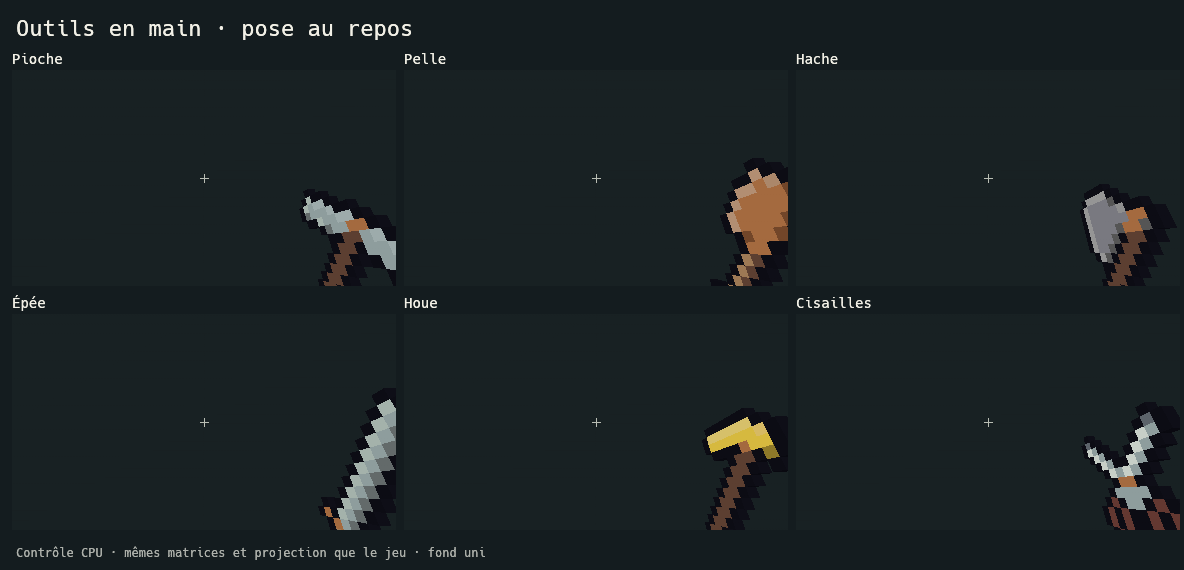 Outils en main · pose au repos
Pioche
Pelle
Hache
Épée
Houe
Cisailles
Contrôle CPU · mêmes matrices et projection que le jeu · fond uni